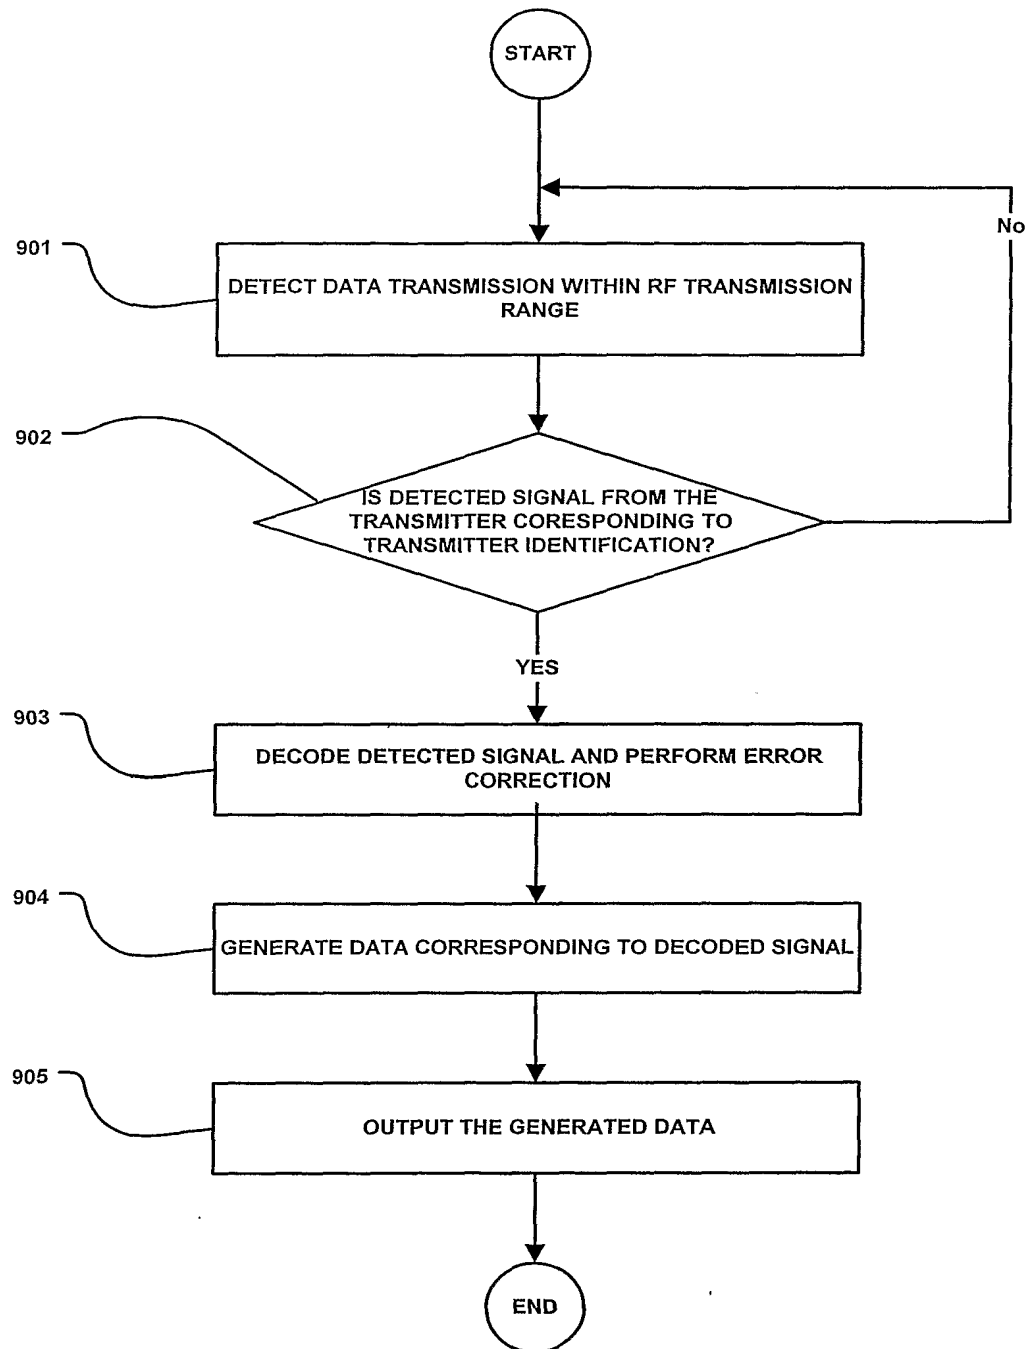 START
No
901
DETECT DATA TRANSMISSION WITHIN RF TRANSMISSION
RANGE
902
IS DETECTED SIGNAL FROM THE
TRANSMITTER CORESPONDING TO
TRANSMITTER IDENTIFICATION?
YES
903
DECODE DETECTED SIGNAL AND PERFORM ERROR
CORRECTION
904
GENERATE DATA CORRESPONDING TO DECODED SIGNAL
905
OUTPUT THE GENERATED DATA
END